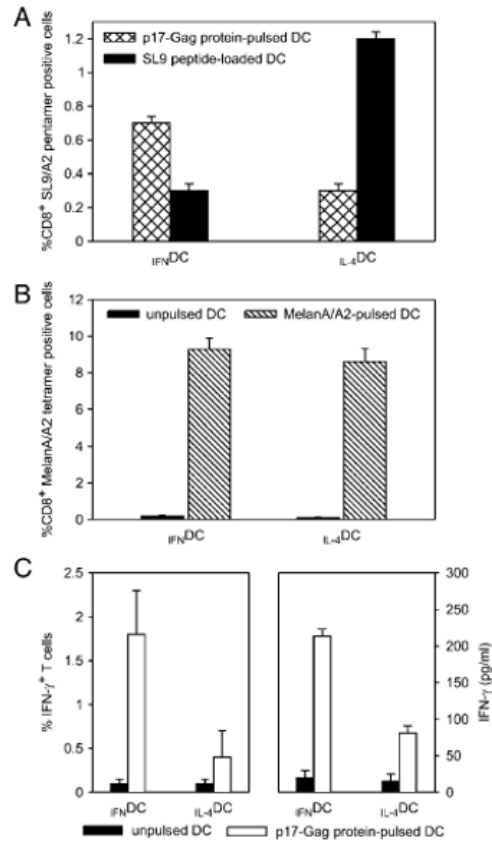 A
p17-Gag protein-pulsed DC
SL9 peptide-loaded DC
%CD8+ SL9/A2 pentamer positive cells
1.2
1
0.8
0.6
0.4
0.2
0
IFNDC
IL-4DC
B
unpulsed DC
MelanA/A2-pulsed DC
%CD8+ MelanA/A2 tetramer positive cells
12
10
8
6
4
2
0
IFNDC
IL-4DC
C
% IFN-γ+ T cells
2.5
2
1.5
1
0.5
0
IFNDC
IL-4DC
300
250
200
150
100
50
0
IFN-γ (pg/ml)
IFNDC
IL-4DC
unpulsed DC
p17-Gag protein-pulsed DC